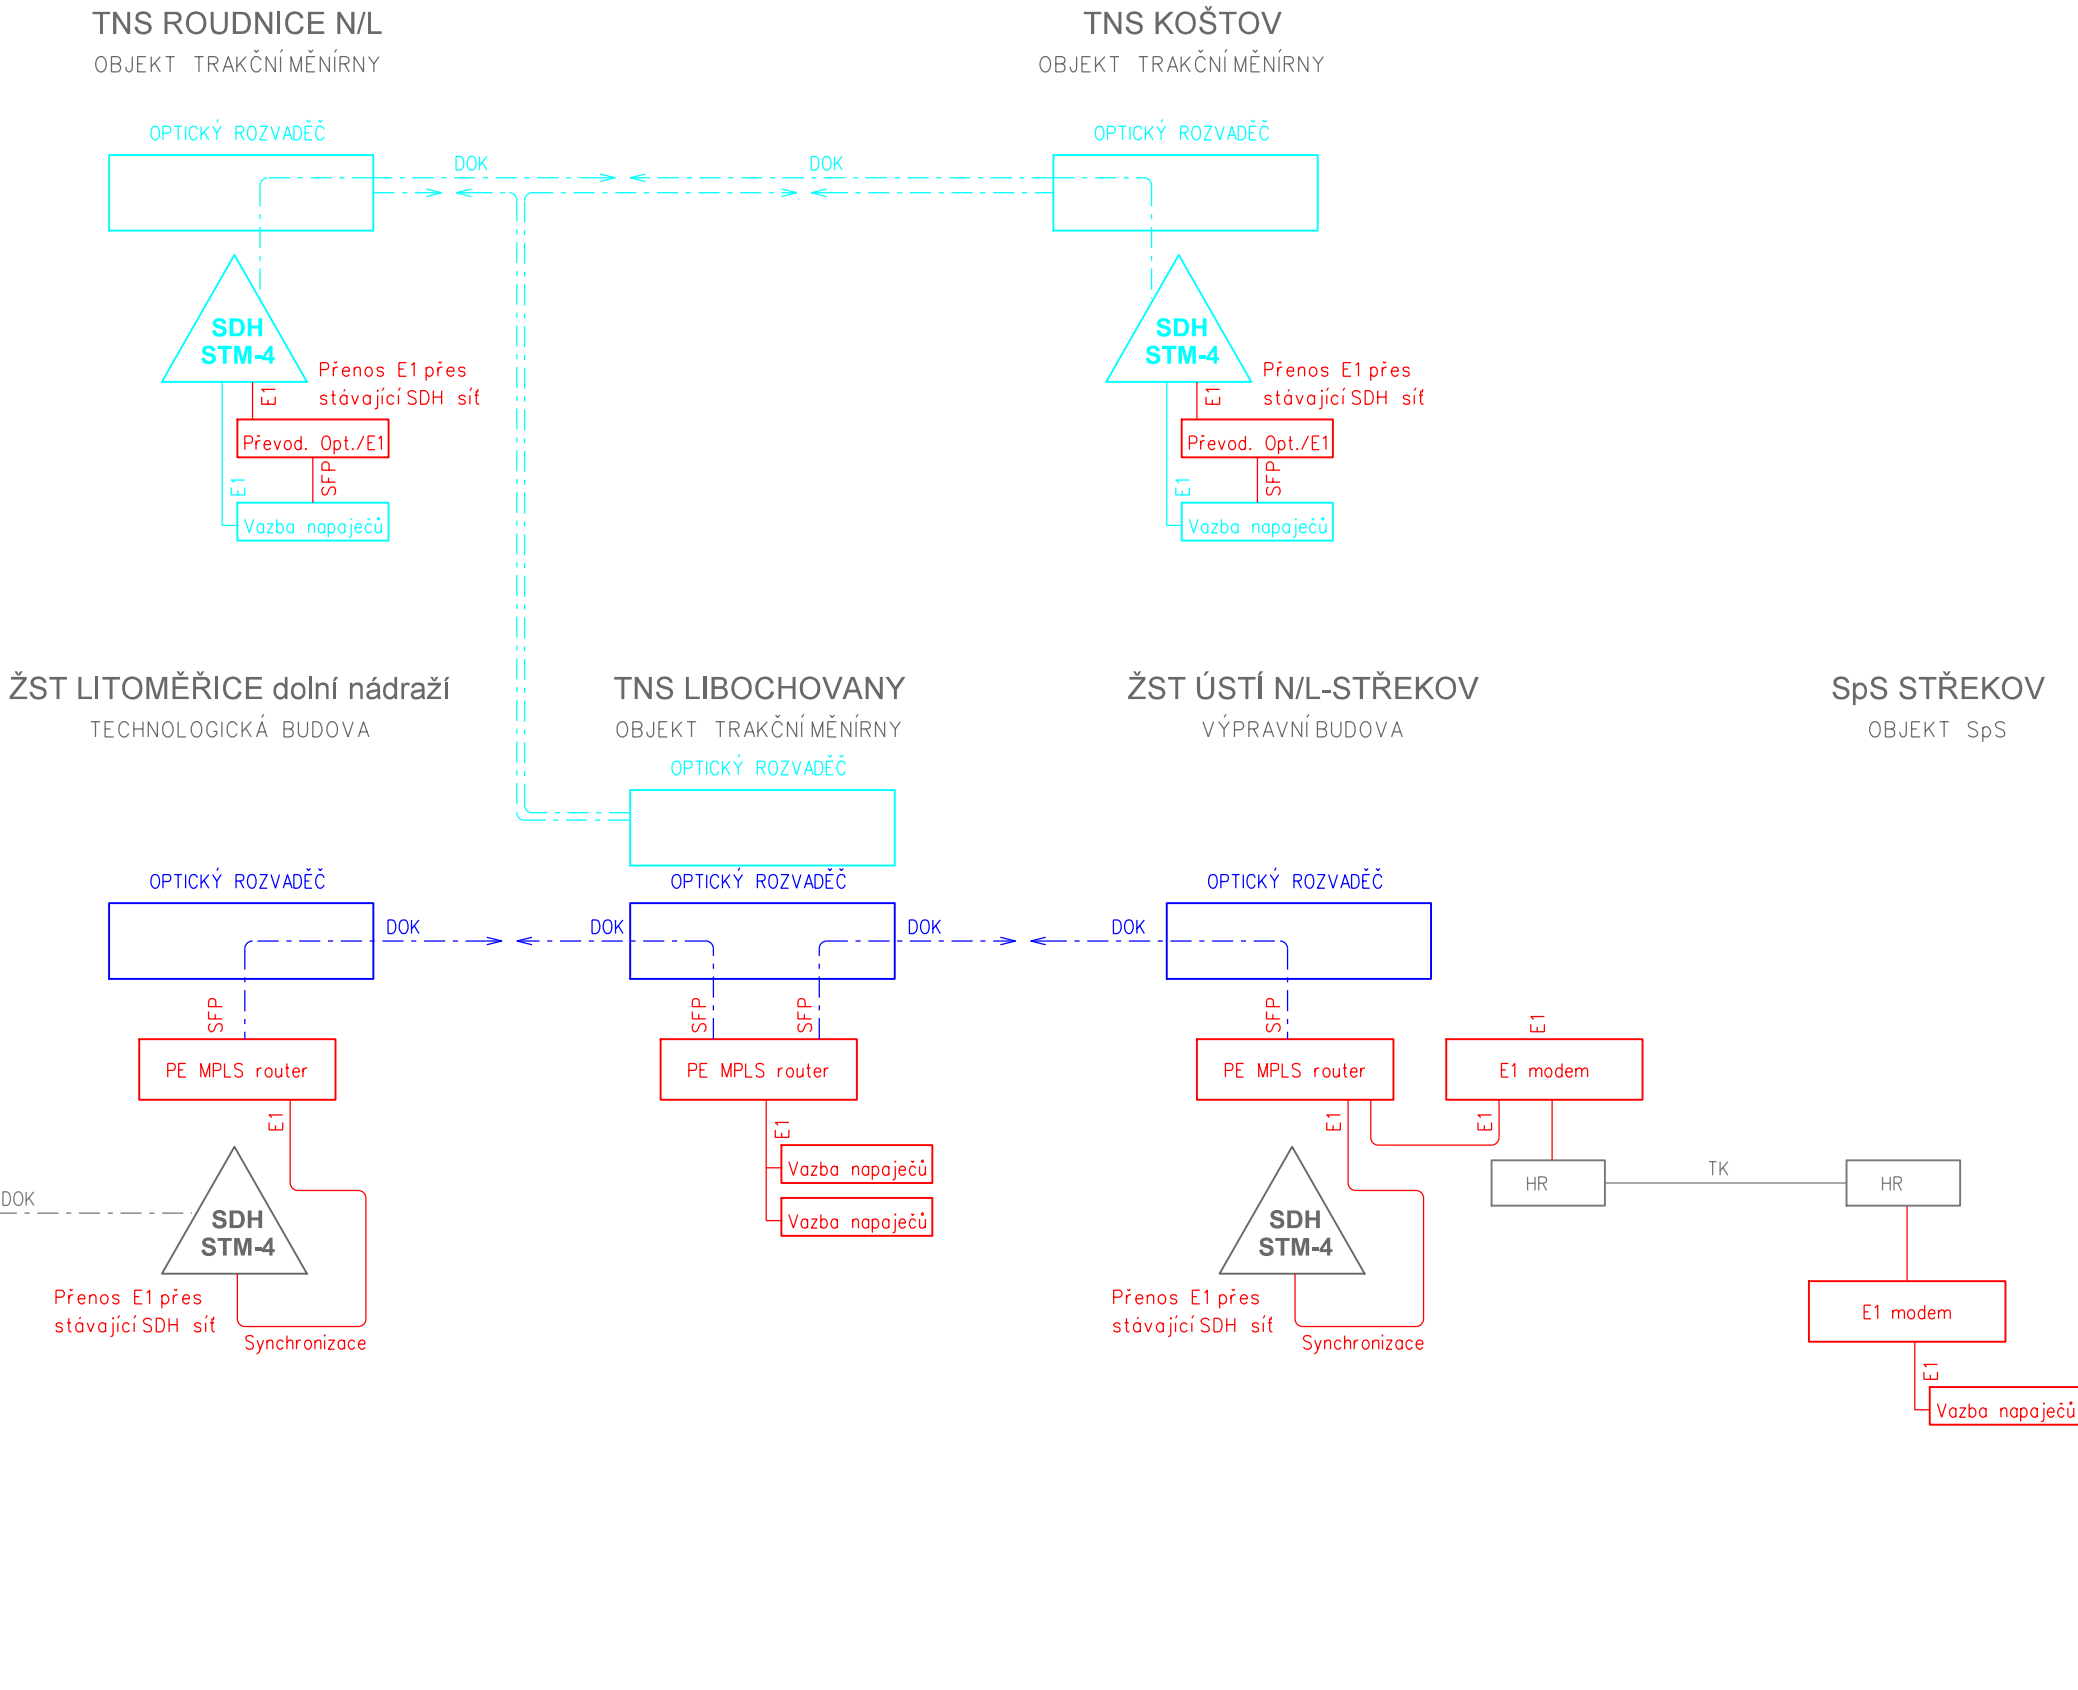 TNS ROUDNICE N/L
OBJEKT TRAKČNÍ MĚNÍRNY
TNS KOŠTOV
OBJEKT TRAKČNÍ MĚNÍRNY
OPTICKÝ ROZVADĚČ
OPTICKÝ ROZVADĚČ
DOK
DOK
SDH
STM-4
Přenos E1 přes
stávající SDH síť
E1
Převod. Opt./E1
SFP
E1
Vazba napaječů
SDH
STM-4
Přenos E1 přes
stávající SDH síť
E1
Převod. Opt./E1
SFP
E1
Vazba napaječů
ŽST LITOMĚŘICE dolní nádraží
TECHNOLOGICKÁ BUDOVA
TNS LIBOCHOVANY
OBJEKT TRAKČNÍ MĚNÍRNY
ŽST ÚSTÍ N/L-STŘEKOV
VÝPRAVNÍ BUDOVA
SpS STŘEKOV
OBJEKT SpS
OPTICKÝ ROZVADĚČ
OPTICKÝ ROZVADĚČ
OPTICKÝ ROZVADĚČ
OPTICKÝ ROZVADĚČ
DOK
DOK
DOK
DOK
SFP
SFP
SFP
SFP
E1
PE MPLS router
PE MPLS router
PE MPLS router
E1 modem
E1
E1
E1
E1
Vazba napaječů
Vazba napaječů
HR
TK
HR
DOK
SDH
STM-4
Přenos E1 přes
stávající SDH síť
Synchronizace
SDH
STM-4
Přenos E1 přes
stávající SDH síť
Synchronizace
E1 modem
E1
Vazba napaječů